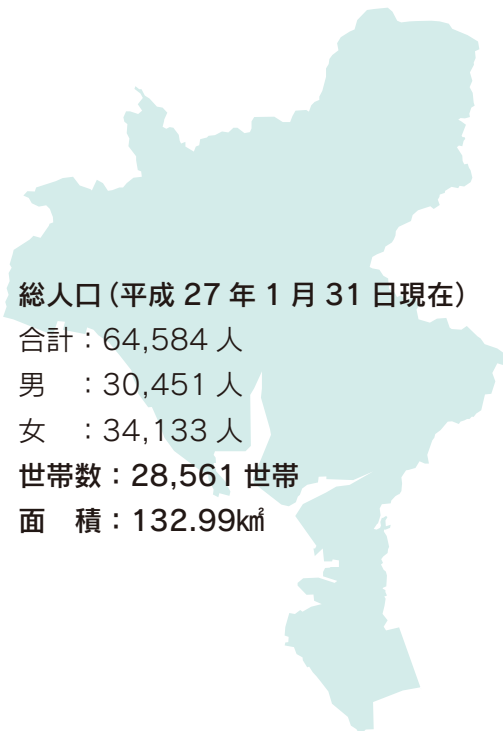 総人口（平成 27 年 1 月 31 日現在）
合計：64,584 人
男　：30,451 人
女　：34,133 人
世帯数：28,561 世帯
面　積：132.99㎢